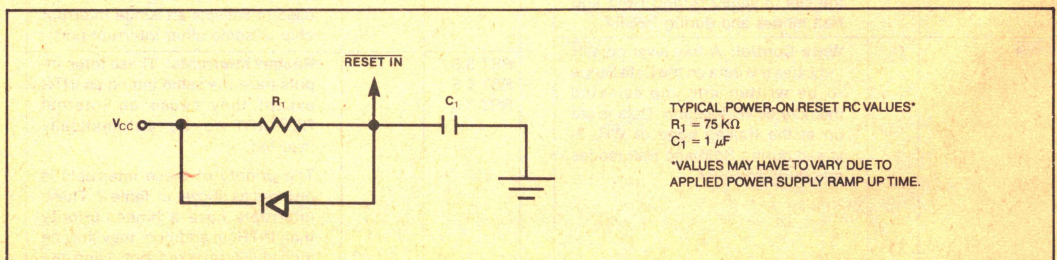 RESET IN
R₁
C₁
V_CC
TYPICAL POWER-ON RESET RC VALUES*
R₁ = 75 KΩ
C₁ = 1 μF
*VALUES MAY HAVE TO VARY DUE TO
APPLIED POWER SUPPLY RAMP UP TIME.